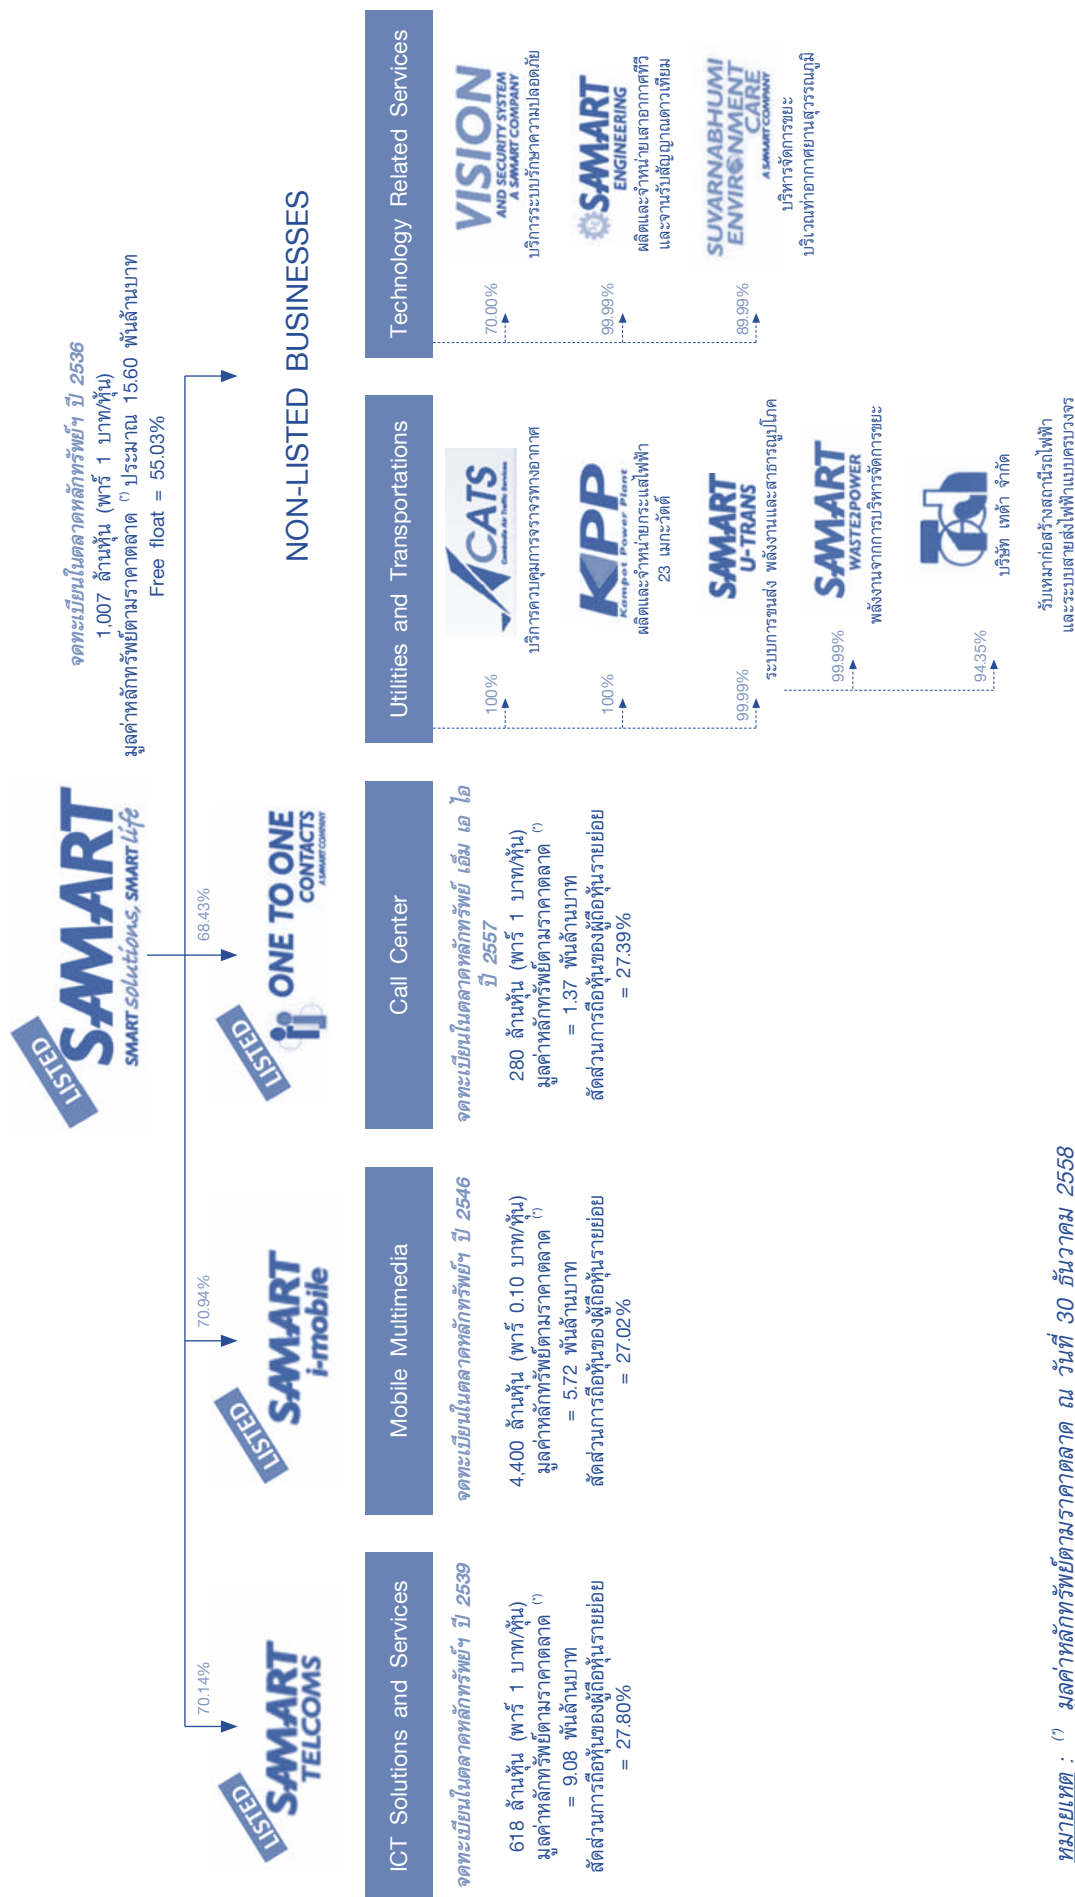 LISTED
SAMART
SMART solutions, SMART life
จดทะเบียนในตลาดหลักทรัพย์ฯ ปี 2536
1,007 ล้านหุ้น (พาร์ 1 บาท/หุ้น)
มูลค่าหลักทรัพย์ตามราคาตลาด (*) ประมาณ 15.60 พันล้านบาท
Free float = 55.03%
70.14%
70.94%
68.43%
LISTED
SAMART
TELCOMS
LISTED
SAMART
i-mobile
LISTED
ONE TO ONE
CONTACTS
A SAMART COMPANY
NON-LISTED BUSINESSES
ICT Solutions and Services
จดทะเบียนในตลาดหลักทรัพย์ฯ ปี 2539
618 ล้านหุ้น (พาร์ 1 บาท/หุ้น)
มูลค่าหลักทรัพย์ตามราคาตลาด (*)
= 9.08 พันล้านบาท
สัดส่วนการถือหุ้นของผู้ถือหุ้นรายย่อย
= 27.80%
Mobile Multimedia
จดทะเบียนในตลาดหลักทรัพย์ฯ ปี 2546
4,400 ล้านหุ้น (พาร์ 0.10 บาท/หุ้น)
มูลค่าหลักทรัพย์ตามราคาตลาด (*)
= 5.72 พันล้านบาท
สัดส่วนการถือหุ้นของผู้ถือหุ้นรายย่อย
= 27.02%
Call Center
จดทะเบียนในตลาดหลักทรัพย์ เอ็ม เอ ไอ
ปี 2557
280 ล้านหุ้น (พาร์ 1 บาท/หุ้น)
มูลค่าหลักทรัพย์ตามราคาตลาด (*)
= 1.37 พันล้านบาท
สัดส่วนการถือหุ้นของผู้ถือหุ้นรายย่อย
= 27.39%
Utilities and Transportations
100%
CATS
Cambodia Air Traffic Services
บริการควบคุมการจราจรทางอากาศ
100%
KPP
Kampot Power Plant
ผลิตและจำหน่ายกระแสไฟฟ้า
23 เมกะวัตต์
99.99%
SAMART
U-TRANS
ระบบการขนส่ง พลังงานและสาธารณูปโภค
99.99%
SAMART
WASTE2POWER
พลังงานจากการบริหารจัดการขยะ
94.35%
บริษัท เทด้า จำกัด
รับเหมาก่อสร้างสถานีรถไฟฟ้า
และระบบสายส่งไฟฟ้าแบบครบวงจร
Technology Related Services
70.00%
VISION
AND SECURITY SYSTEM
A SAMART COMPANY
บริการระบบรักษาความปลอดภัย
99.99%
SAMART
ENGINEERING
ผลิตและจำหน่ายเสาอากาศทีวี
และจานรับสัญญาณดาวเทียม
89.99%
SUVARNABHUMI
ENVIRONMENT
CARE
A SAMART COMPANY
บริหารจัดการขยะ
บริเวณท่าอากาศยานสุวรรณภูมิ
หมายเหตุ : (*) มูลค่าหลักทรัพย์ตามราคาตลาด ณ วันที่ 30 ธันวาคม 2558